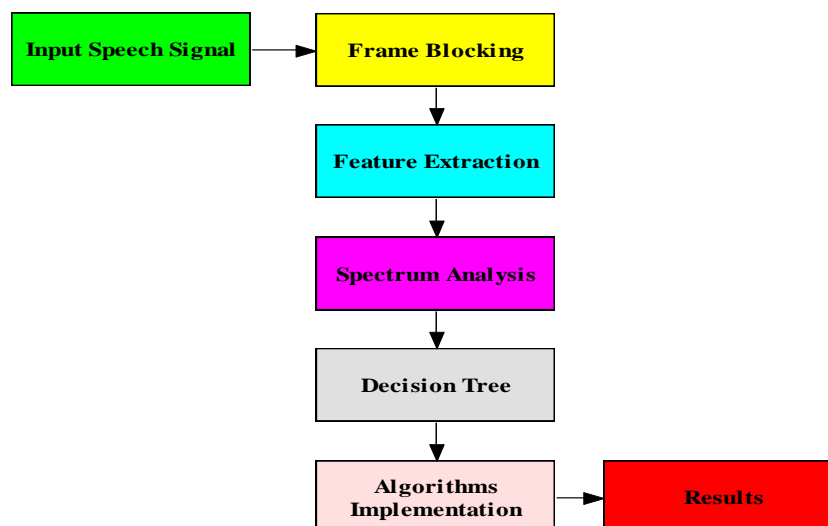 Input Speech Signal
Frame Blocking
Feature Extraction
Spectrum Analysis
Decision Tree
Algorithms
Implementation
Results